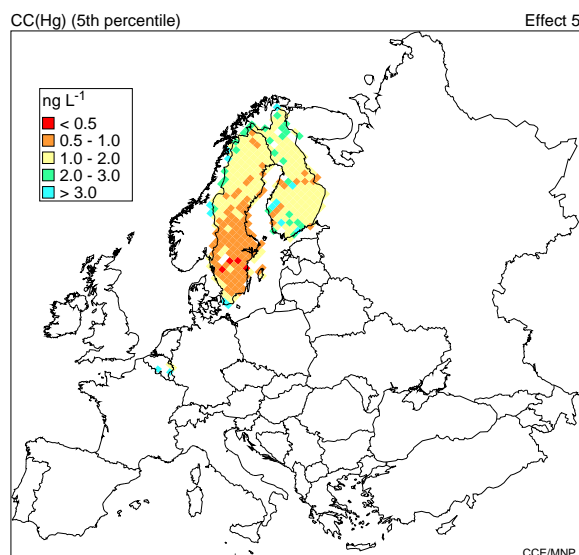 CC(Hg) (5th percentile) Effect 5
ng L-1
< 0.5
0.5 - 1.0
1.0 - 2.0
2.0 - 3.0
> 3.0
CCE/MNP